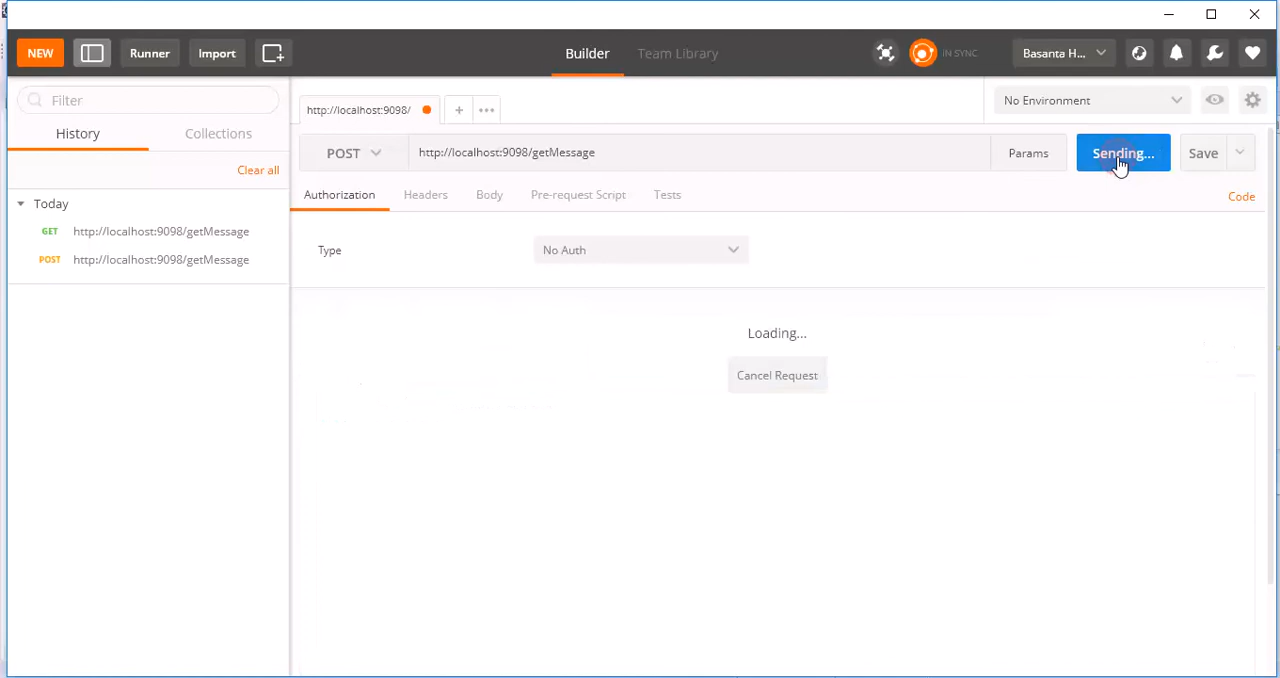 NEW Runner Import Builder Team Library IN SYNC Basanta H...
Filter
http://localhost:9098/ + ••• No Environment
History Collections
POST http://localhost:9098/getMessage Params Sending... Save
Clear all
Authorization Headers Body Pre-request Script Tests Code
Today
GET http://localhost:9098/getMessage
POST http://localhost:9098/getMessage
Type No Auth
Loading...
Cancel Request